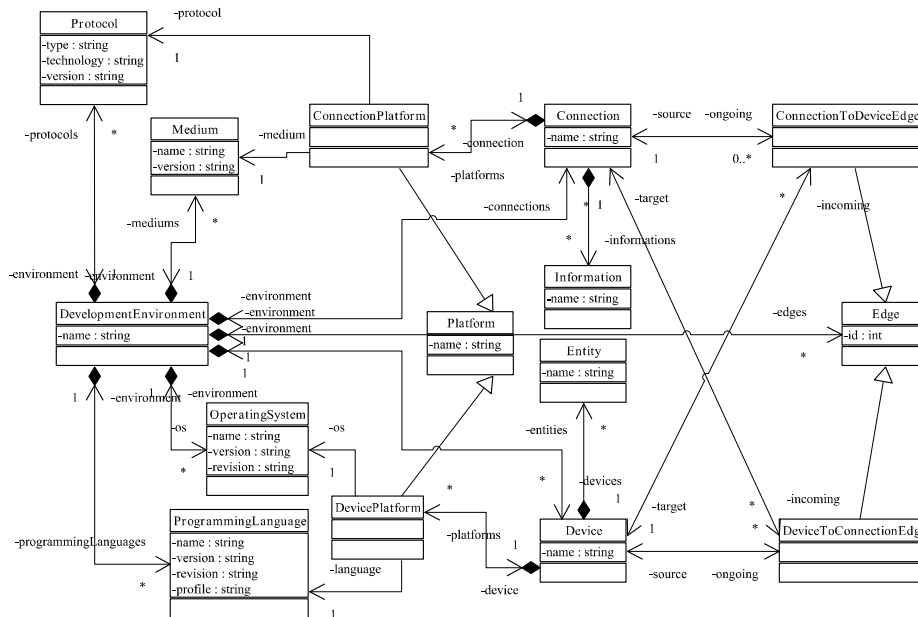 Protocol
-type : string
-technology : string
-version : string
-protocol
1
-protocols
*
Medium
-name : string
-version : string
-medium
1
ConnectionPlatform
1
*
-connection
-platforms
Connection
-name : string
-source
-ongoing
1
0..*
ConnectionToDeviceEdge
-mediums
*
-connections
*
1
*
-informations
-target
*
-incoming
-environment
1
-environment
1
Information
-name : string
DevelopmentEnvironment
-name : string
-environment
-environment
-environment
1
1
1
Platform
-name : string
-edges
*
Edge
-id : int
Entity
-name : string
1
-environment
1
-environment
-os
*
OperatingSystem
-name : string
-version : string
-revision : string
-os
1
-entities
*
*
-devices
1
DevicePlatform
*
-platforms
1
-device
Device
-name : string
-target
1
*
*
-incoming
DeviceToConnectionEdge
-source
-ongoing
ProgrammingLanguage
-name : string
-version : string
-revision : string
-profile : string
-programmingLanguages
*
-language
1